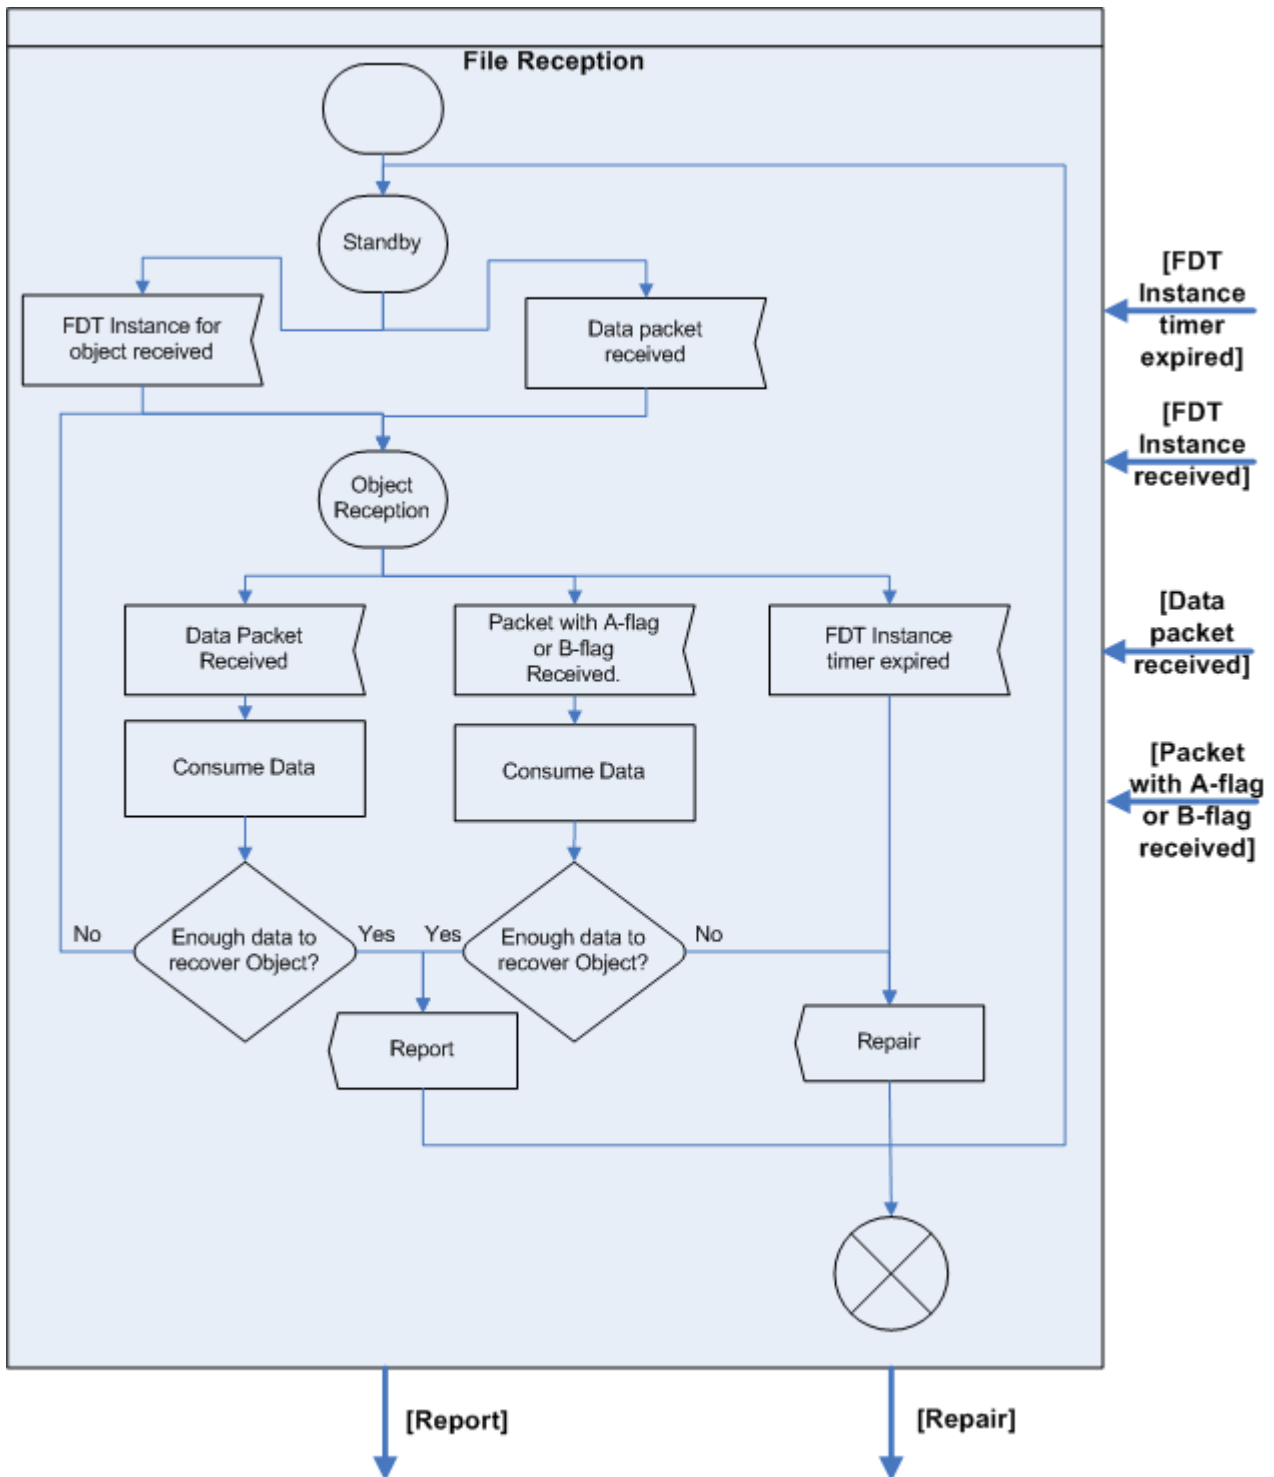 File Reception
Standby
FDT Instance for
object received
Data packet
received
Object
Reception
Data Packet
Received
Packet with A-flag
or B-flag
Received.
FDT Instance
timer expired
Consume Data
Consume Data
No
Enough data to
recover Object?
Yes
Yes
Enough data to
recover Object?
No
Report
Repair
[FDT
Instance
timer
expired]
[FDT
Instance
received]
[Data
packet
received]
[Packet
with A-flag
or B-flag
received]
[Report]
[Repair]